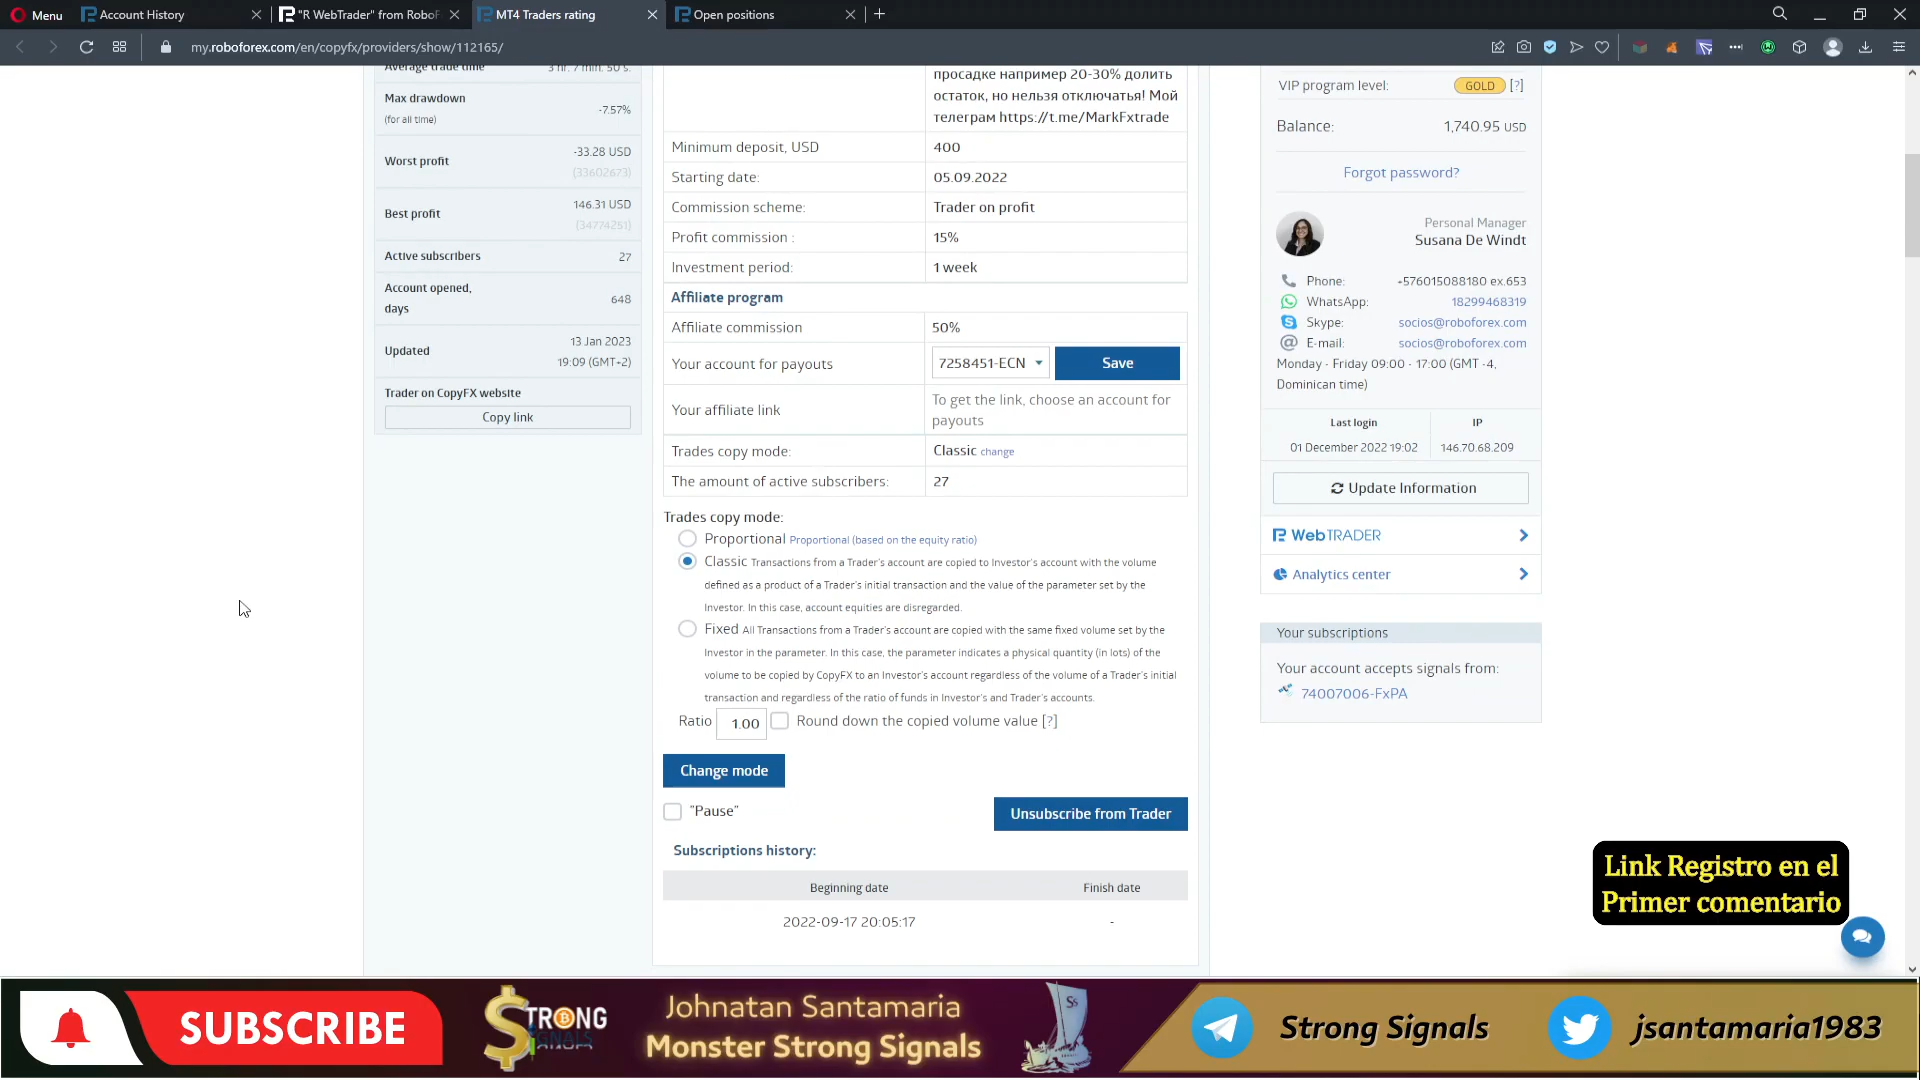 Menu
Account History
"R WebTrader" from RoboF
MT4 Traders rating
Open positions
my.roboforex.com/en/copyfx/providers/show/112165/
Average trade time
3 hr. 7 min. 50 s.
Max drawdown
(for all time)
-7.57%
Worst profit
-33.28 USD
(33602673)
Best profit
146.31 USD
(34774251)
Active subscribers
27
Account opened,
days
648
Updated
13 Jan 2023
19:09 (GMT+2)
Trader on CopyFX website
Copy link
просадке например 20-30% долить
остаток, но нельзя отключатья! Мой
телеграм https://t.me/MarkFxtrade
Minimum deposit, USD
400
Starting date:
05.09.2022
Commission scheme:
Trader on profit
Profit commission :
15%
Investment period:
1 week
Affiliate program
Affiliate commission
50%
Your account for payouts
7258451-ECN
Save
Your affiliate link
To get the link, choose an account for
payouts
Trades copy mode:
Classic change
The amount of active subscribers:
27
Trades copy mode:
Proportional Proportional (based on the equity ratio)
Classic Transactions from a Trader's account are copied to Investor's account with the volume
defined as a product of a Trader's initial transaction and the value of the parameter set by the
Investor. In this case, account equities are disregarded.
Fixed All Transactions from a Trader's account are copied with the same fixed volume set by the
Investor in the parameter. In this case, the parameter indicates a physical quantity (in lots) of the
volume to be copied by CopyFX to an Investor's account regardless of the volume of a Trader's initial
transaction and regardless of the ratio of funds in Investor's and Trader's accounts.
Ratio 1.00 Round down the copied volume value [?]
Change mode
"Pause"
Unsubscribe from Trader
Subscriptions history:
Beginning date
Finish date
2022-09-17 20:05:17
-
VIP program level:
GOLD [?]
Balance:
1,740.95 USD
Forgot password?
Personal Manager
Susana De Windt
Phone:
+576015088180 ex.653
WhatsApp:
18299468319
Skype:
socios@roboforex.com
E-mail:
socios@roboforex.com
Monday - Friday 09:00 - 17:00 (GMT -4,
Dominican time)
Last login
IP
01 December 2022 19:02
146.70.68.209
Update Information
WebTRADER
Analytics center
Your subscriptions
Your account accepts signals from:
74007006-FxPA
Link Registro en el
Primer comentario
SUBSCRIBE
STRONG
SIGNALS
Johnatan Santamaria
Monster Strong Signals
SS
Strong Signals
jsantamaria1983